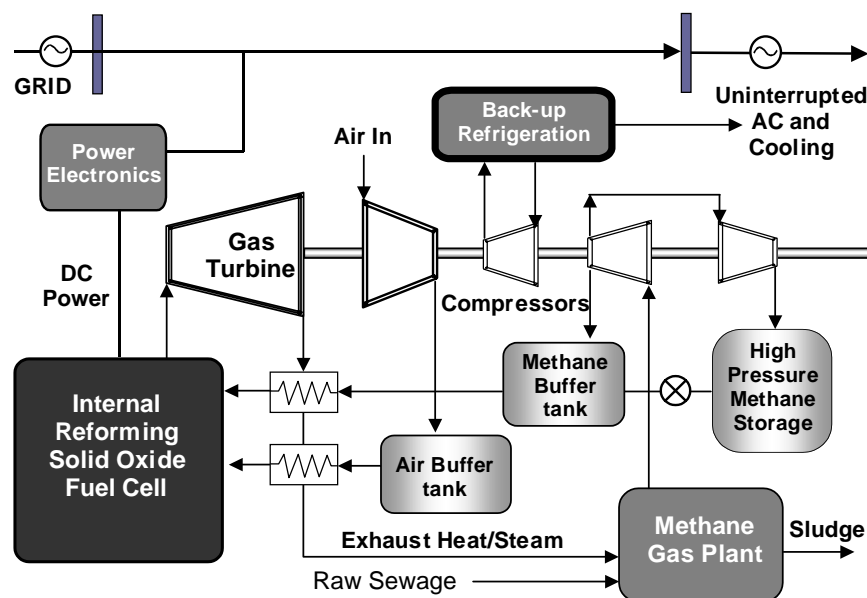 GRID
Back-up
Refrigeration
Uninterrupted
AC and
Cooling
Power
Electronics
Air In
Gas
Turbine
DC
Power
Compressors
Internal
Reforming
Solid Oxide
Fuel Cell
Methane
Buffer
tank
High
Pressure
Methane
Storage
Air Buffer
tank
Exhaust Heat/Steam
Raw Sewage
Methane
Gas Plant
Sludge